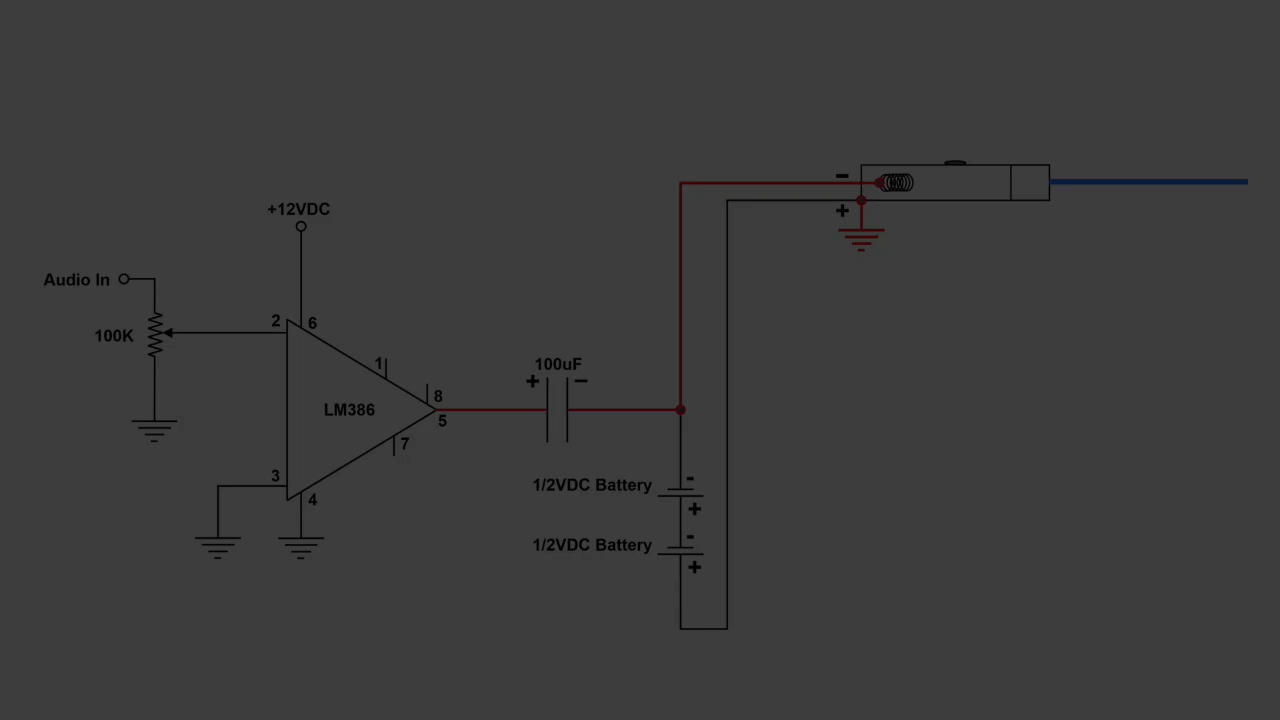 −
+
+12VDC
Audio In
100K
2
6
1
100uF
+ −
LM386
8
5
7
3
4
1/2VDC Battery
-
+
1/2VDC Battery
-
+